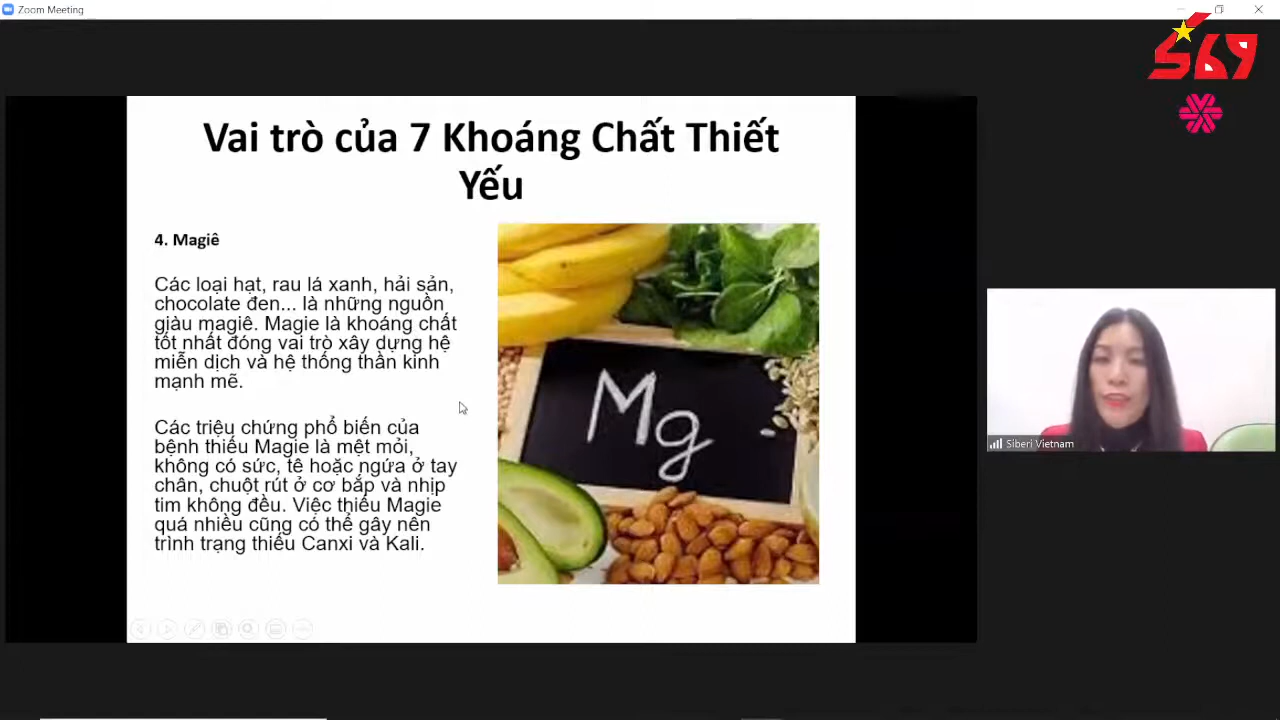 Zoom Meeting
S69
Vai trò của 7 Khoáng Chất Thiết
Yếu
4. Magiê
Các loại hạt, rau lá xanh, hải sản,
chocolate đen... là những nguồn
giàu magiê. Magie là khoáng chất
tốt nhất đóng vai trò xây dựng hệ
miễn dịch và hệ thống thần kinh
mạnh mẽ.
Các triệu chứng phổ biến của
bệnh thiếu Magie là mệt mỏi,
không có sức, tê hoặc ngứa ở tay
chân, chuột rút ở cơ bắp và nhịp
tim không đều. Việc thiếu Magie
quá nhiều cũng có thể gây nên
trình trạng thiếu Canxi và Kali.
Mg
Siberi Vietnam